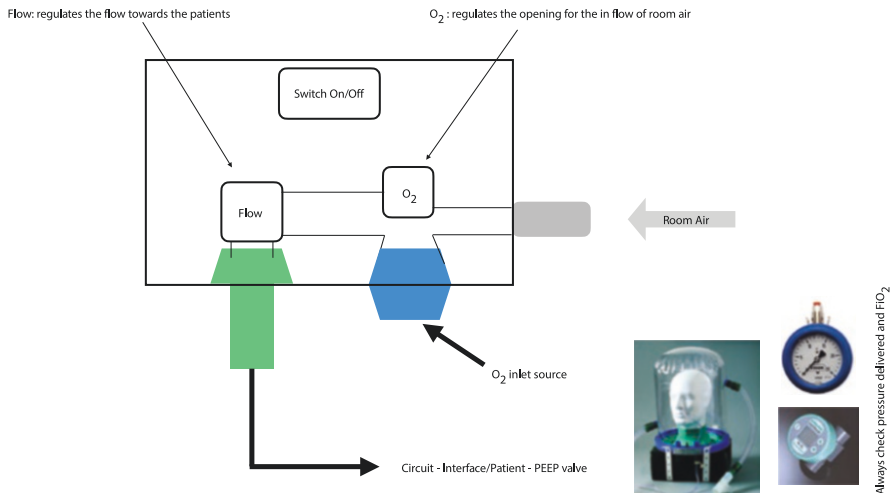 Flow: regulates the flow towards the patients
O2 : regulates the opening for the in flow of room air
Switch On/Off
O2
Flow
Room Air
O2 inlet source
Circuit - Interface/Patient - PEEP valve
Always check pressure delivered and FiO2